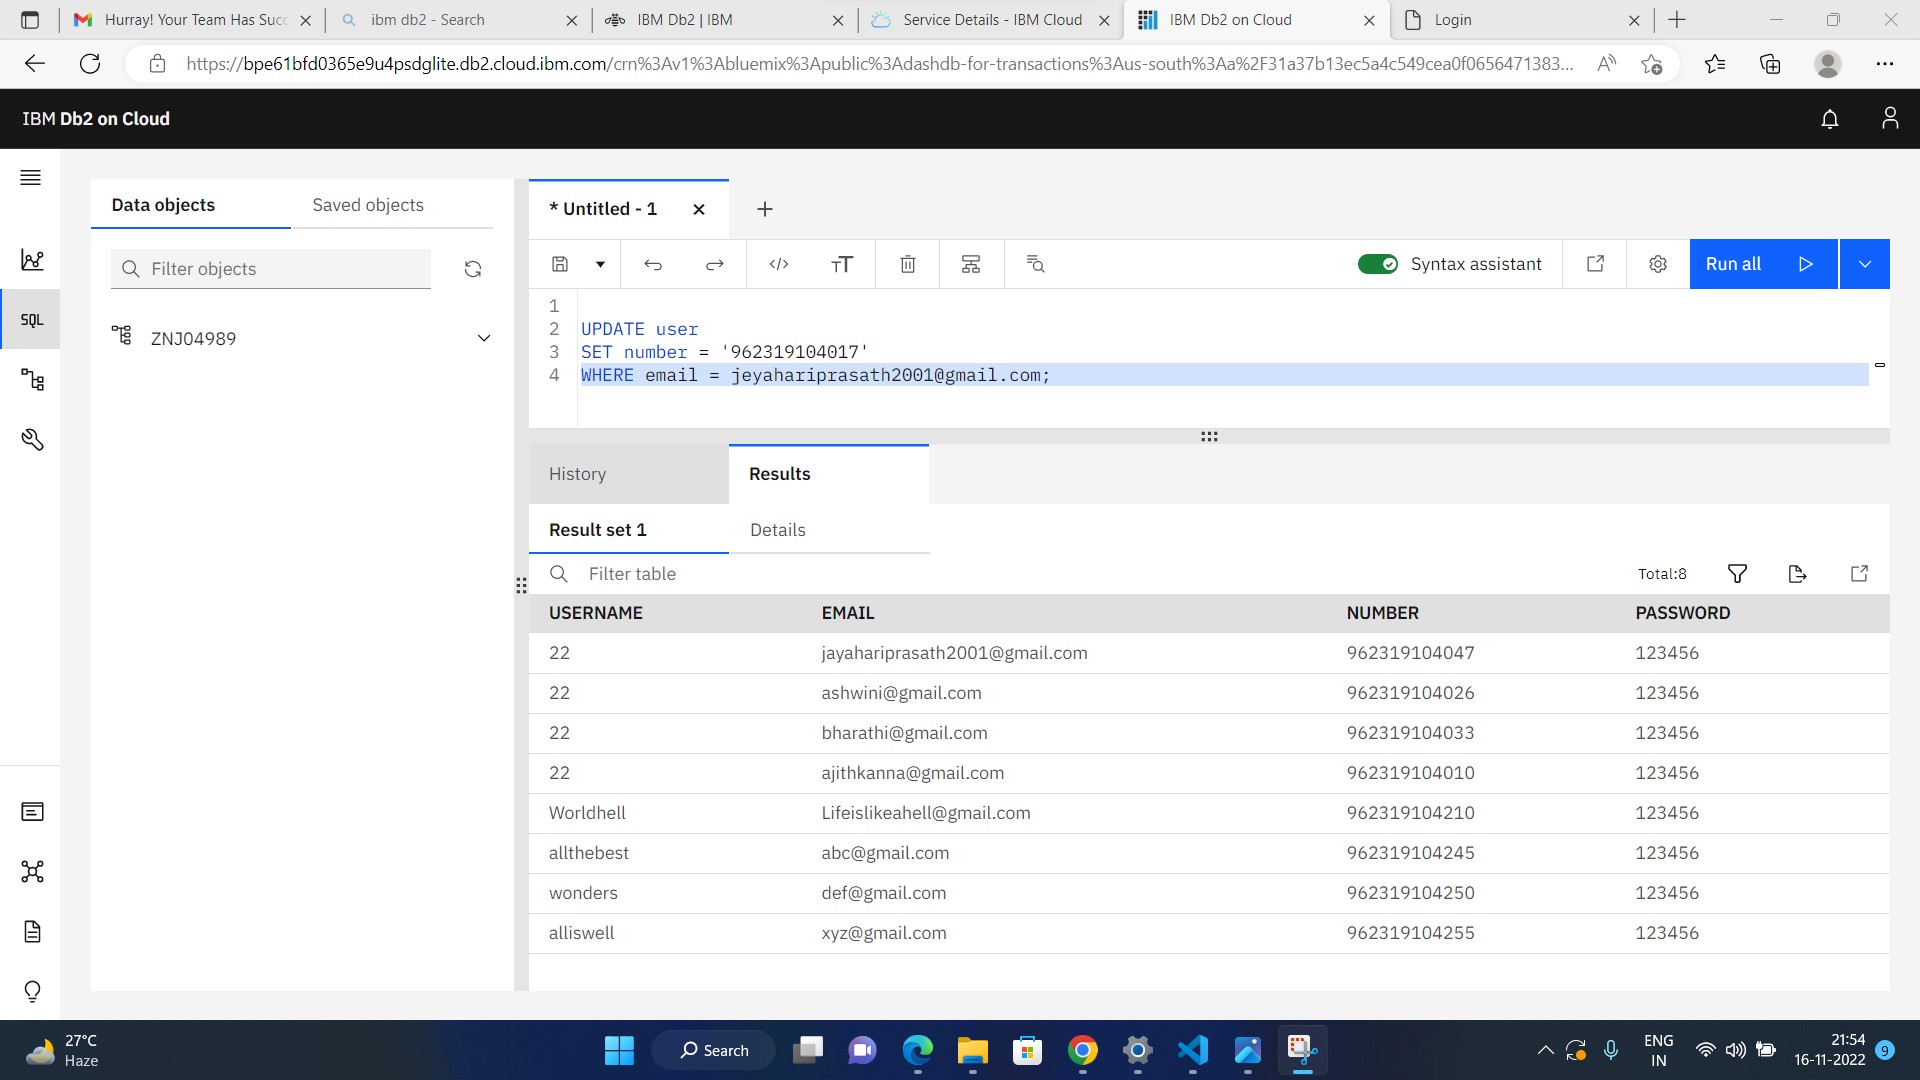 Hurray! Your Team Has Succ
ibm db2 - Search
IBM Db2 | IBM
Service Details - IBM Cloud
IBM Db2 on Cloud
Login
https://bpe61bfd0365e9u4psdglite.db2.cloud.ibm.com/crn%3Av1%3Abluemix%3Apublic%3Adashdb-for-transactions%3Aus-south%3Aa%2F31a37b13ec5a4c549cea0f0656471383...
IBM Db2 on Cloud
Data objects
Saved objects
* Untitled - 1
Filter objects
Syntax assistant
Run all
SQL
ZNJ04989
1
2 UPDATE user
3 SET number = '962319104017'
4 WHERE email = jeyahariprasath2001@gmail.com;
History
Results
Result set 1
Details
Filter table
Total:8
USERNAME EMAIL NUMBER PASSWORD
22 jayahariprasath2001@gmail.com 962319104047 123456
22 ashwini@gmail.com 962319104026 123456
22 bharathi@gmail.com 962319104033 123456
22 ajithkanna@gmail.com 962319104010 123456
Worldhell Lifeislikeahell@gmail.com 962319104210 123456
allthebest abc@gmail.com 962319104245 123456
wonders def@gmail.com 962319104250 123456
alliswell xyz@gmail.com 962319104255 123456
27°C
Haze
Search
ENG
IN
21:54
16-11-2022
9